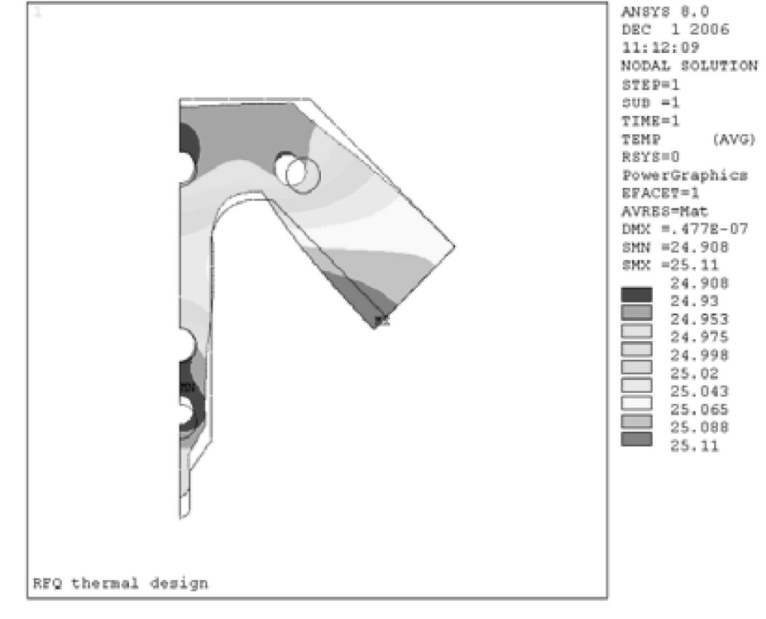 1
ANSYS 8.0
DEC 1 2006
11:12:09
NODAL SOLUTION
STEP=1
SUB =1
TIME=1
TEMP (AVG)
RSYS=0
PowerGraphics
EFACET=1
AVRES=Mat
DMX =.477E-07
SMN =24.908
SMX =25.11
24.908
24.93
24.953
24.975
24.998
25.02
25.043
25.065
25.088
25.11
MX
MN
RFQ thermal design